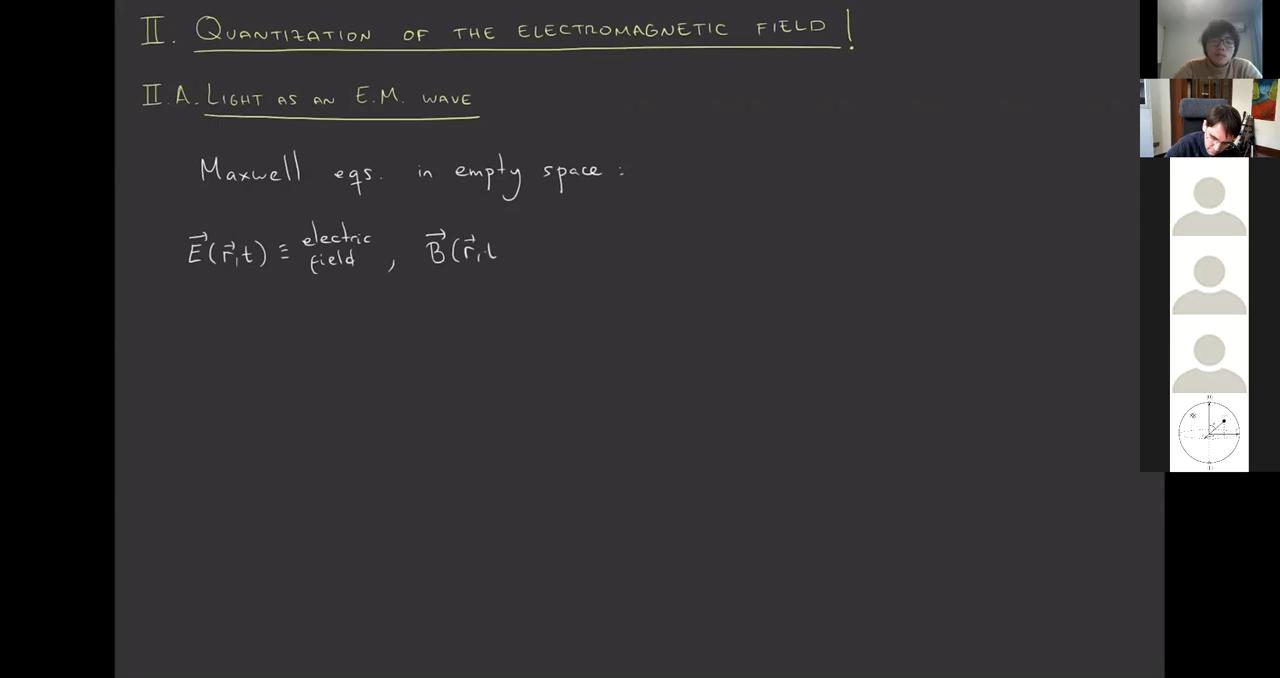 II. QUANTIZATION OF THE ELECTROMAGNETIC FIELD!
II.A. LIGHT AS AN E.M. WAVE
Maxwell eqs. in empty space :
E⃗(r⃗,t) ≡ electric field , B⃗(r⃗,t